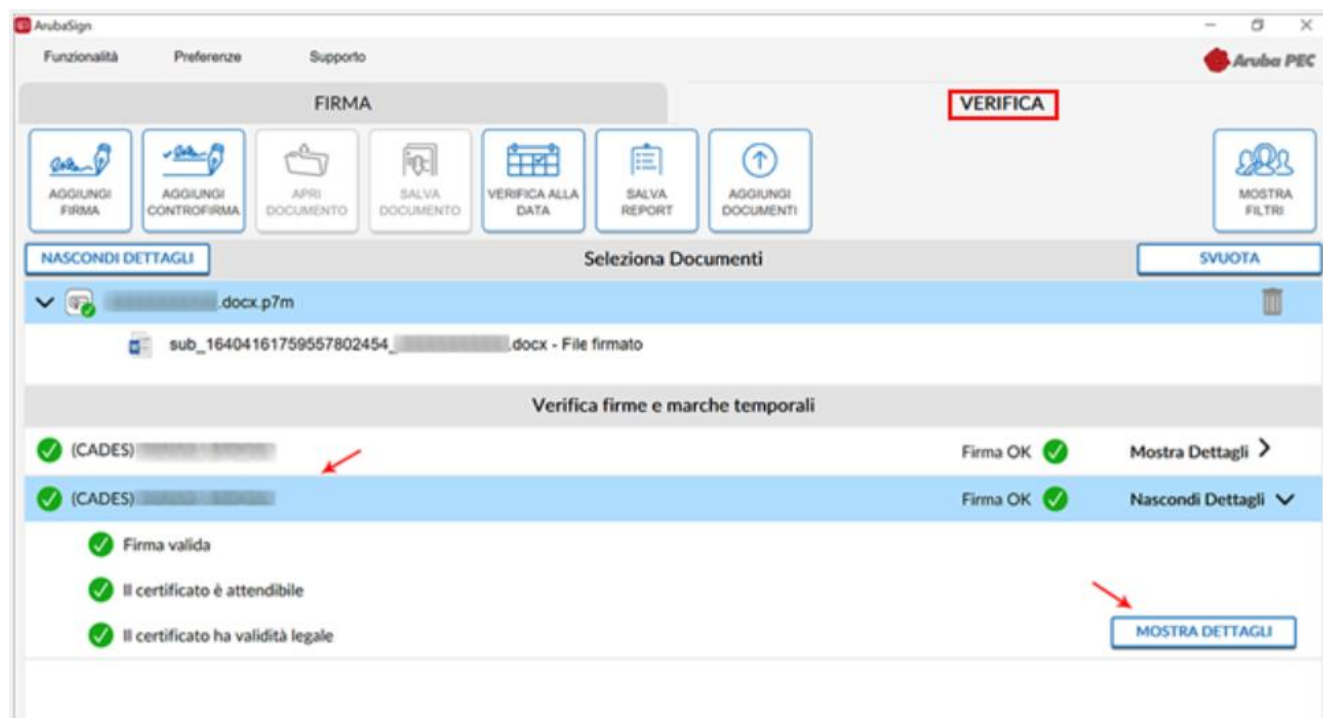 ArubaSign
Funzionalità Preferenze Supporto
Aruba PEC
FIRMA VERIFICA
AGGIUNGI FIRMA
AGGIUNGI CONTROFIRMA
APRI DOCUMENTO
SALVA DOCUMENTO
VERIFICA ALLA DATA
SALVA REPORT
AGGIUNGI DOCUMENTI
MOSTRA FILTRI
NASCONDI DETTAGLI Seleziona Documenti SVUOTA
.docx.p7m
sub_16404161759557802454_ .docx - File firmato
Verifica firme e marche temporali
(CADES) Firma OK Mostra Dettagli
(CADES) Firma OK Nascondi Dettagli
Firma valida
Il certificato è attendibile
Il certificato ha validità legale MOSTRA DETTAGLI